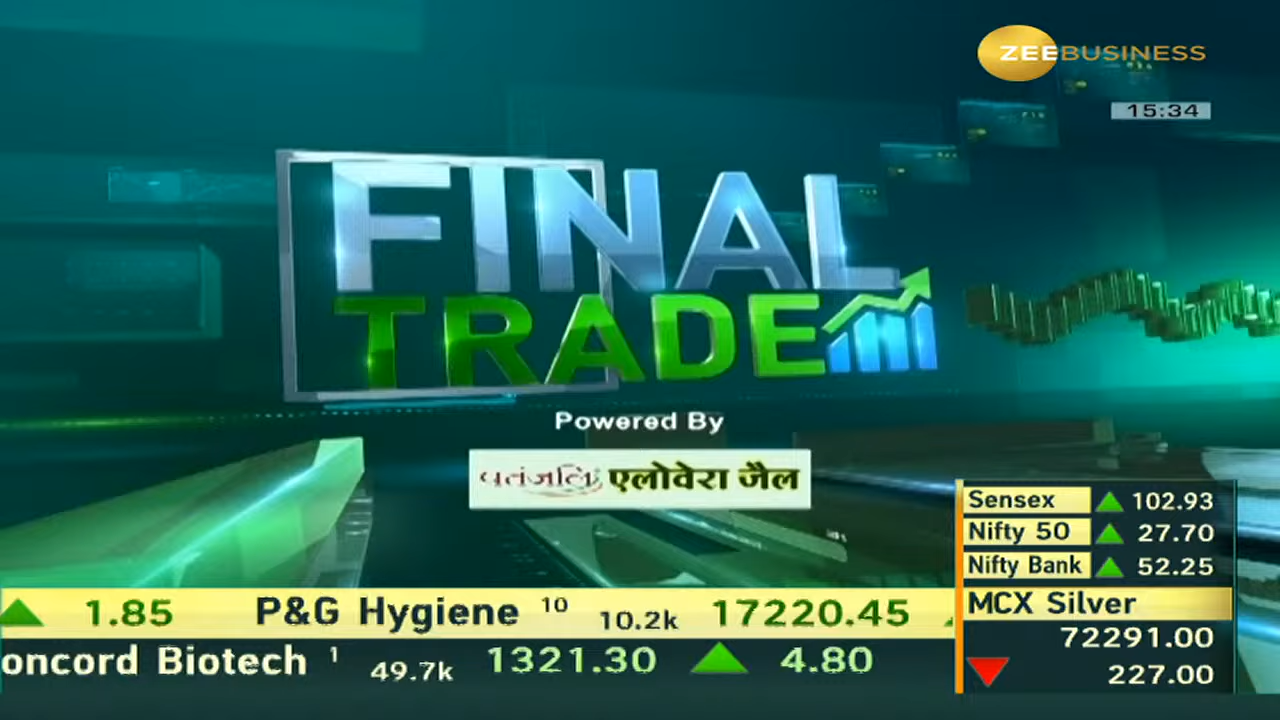 ZEEBUSINESS
15:34
FINAL
TRADE
Powered By
पतंजलि एलोवेरा जैल
Sensex 102.93
Nifty 50 27.70
Nifty Bank 52.25
MCX Silver
72291.00
227.00
1.85 P&G Hygiene 10 10.2k 17220.45
oncord Biotech 1 49.7k 1321.30 4.80